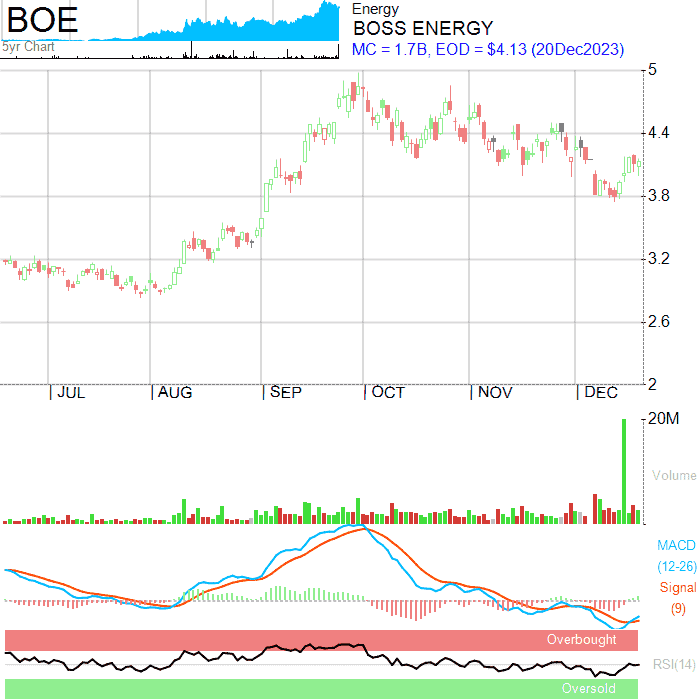 BOE
5yr Chart
Energy
BOSS ENERGY
MC = 1.7B, EOD = $4.13 (20Dec2023)
5
4.4
3.8
3.2
2.6
2
JUL
AUG
SEP
OCT
NOV
DEC
20M
Volume
MACD
(12-26)
Signal
(9)
Overbought
RSI(14)
Oversold